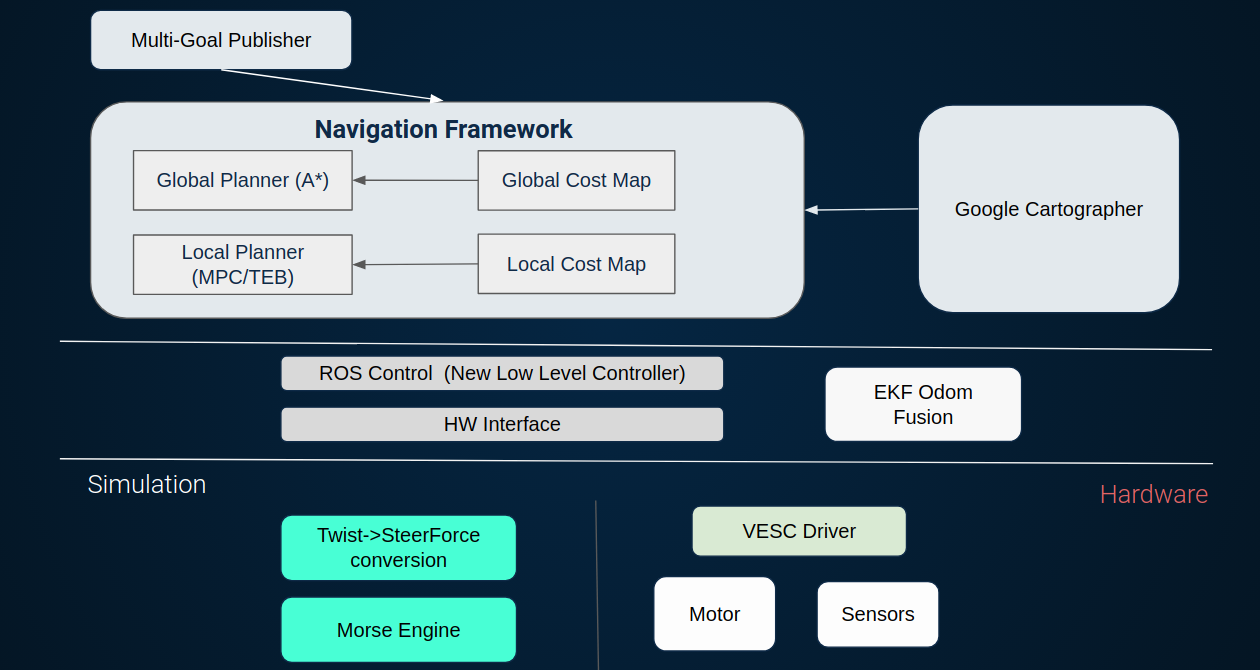 Multi-Goal Publisher
Navigation Framework
Global Planner (A*)
Global Cost Map
Local Planner
(MPC/TEB)
Local Cost Map
Google Cartographer
ROS Control (New Low Level Controller)
HW Interface
EKF Odom
Fusion
Simulation
Hardware
Twist->SteerForce
conversion
Morse Engine
VESC Driver
Motor
Sensors